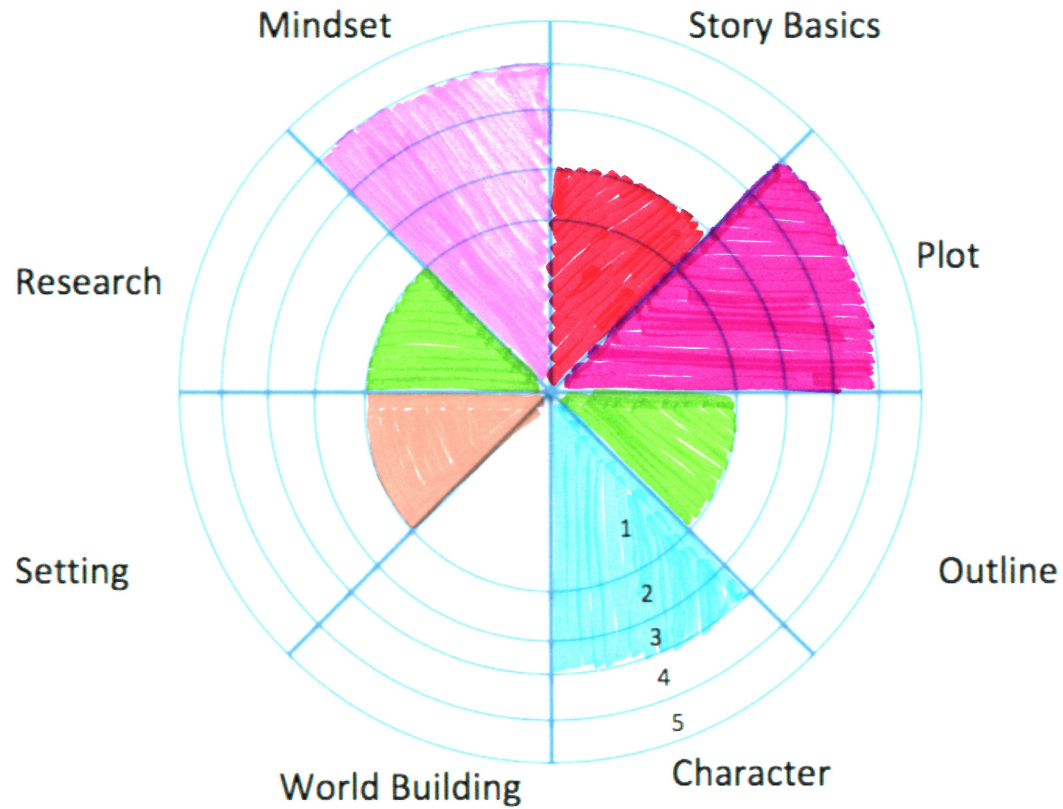 Mindset
Story Basics
Research
Plot
1
Setting
Outline
2
3
4
5
World Building
Character